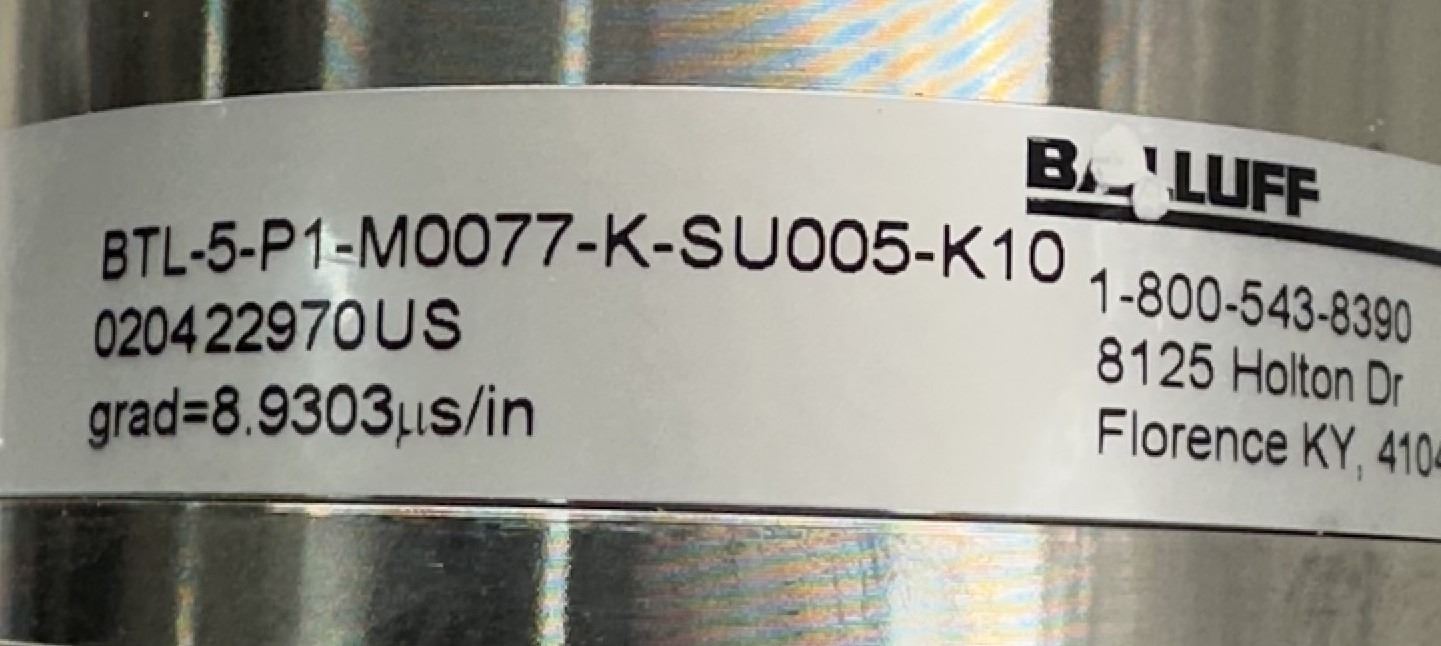 BALLUFF
BTL-5-P1-M0077-K-SU005-K10
020422970US
grad=8.9303µs/in
1-800-543-8390
8125 Holton Dr
Florence KY,